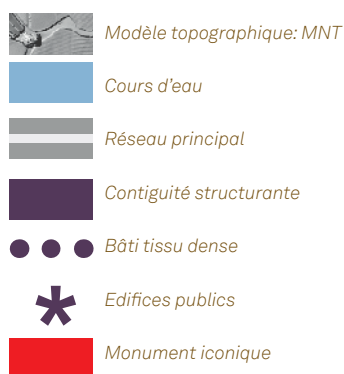 Modèle topographique: MNT
Cours d'eau
Réseau principal
Contiguité structurante
Bâti tissu dense
Edifices publics
Monument iconique